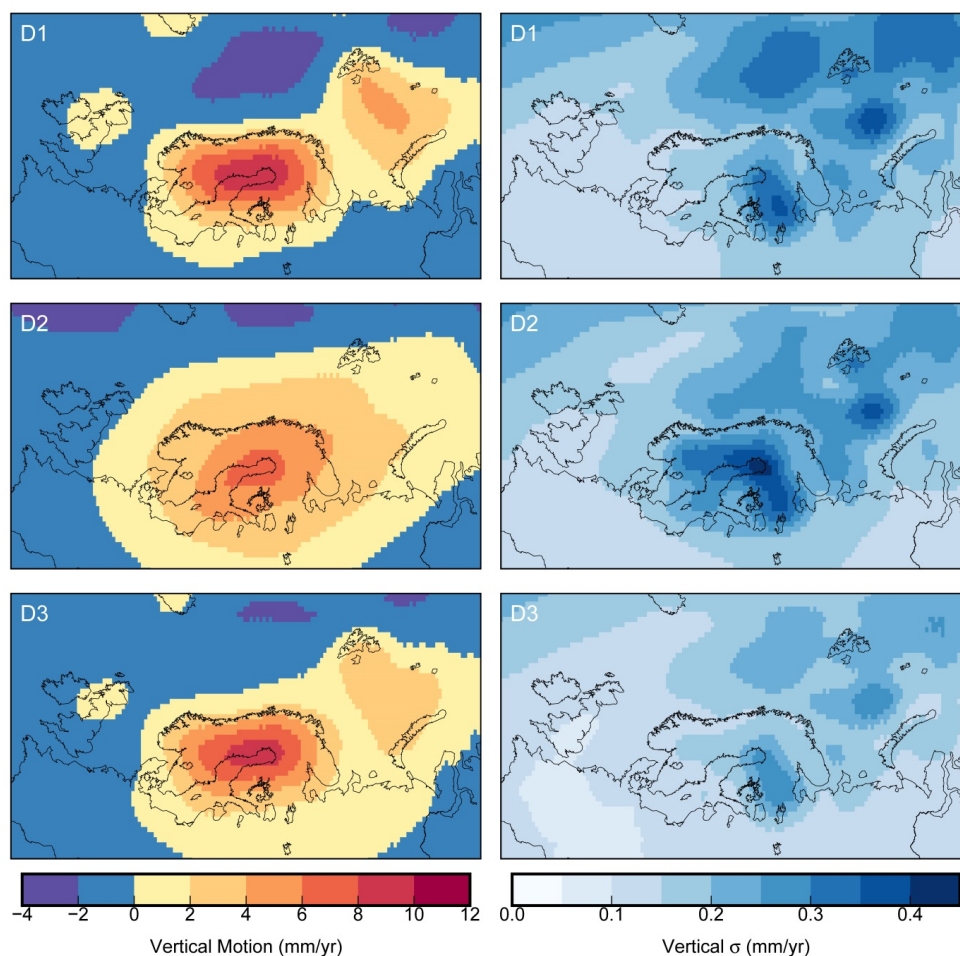 D1
D1
D2
D2
D3
D3
−4 −2 0 2 4 6 8 10 12
0.0 0.1 0.2 0.3 0.4
Vertical Motion (mm/yr)
Vertical σ (mm/yr)